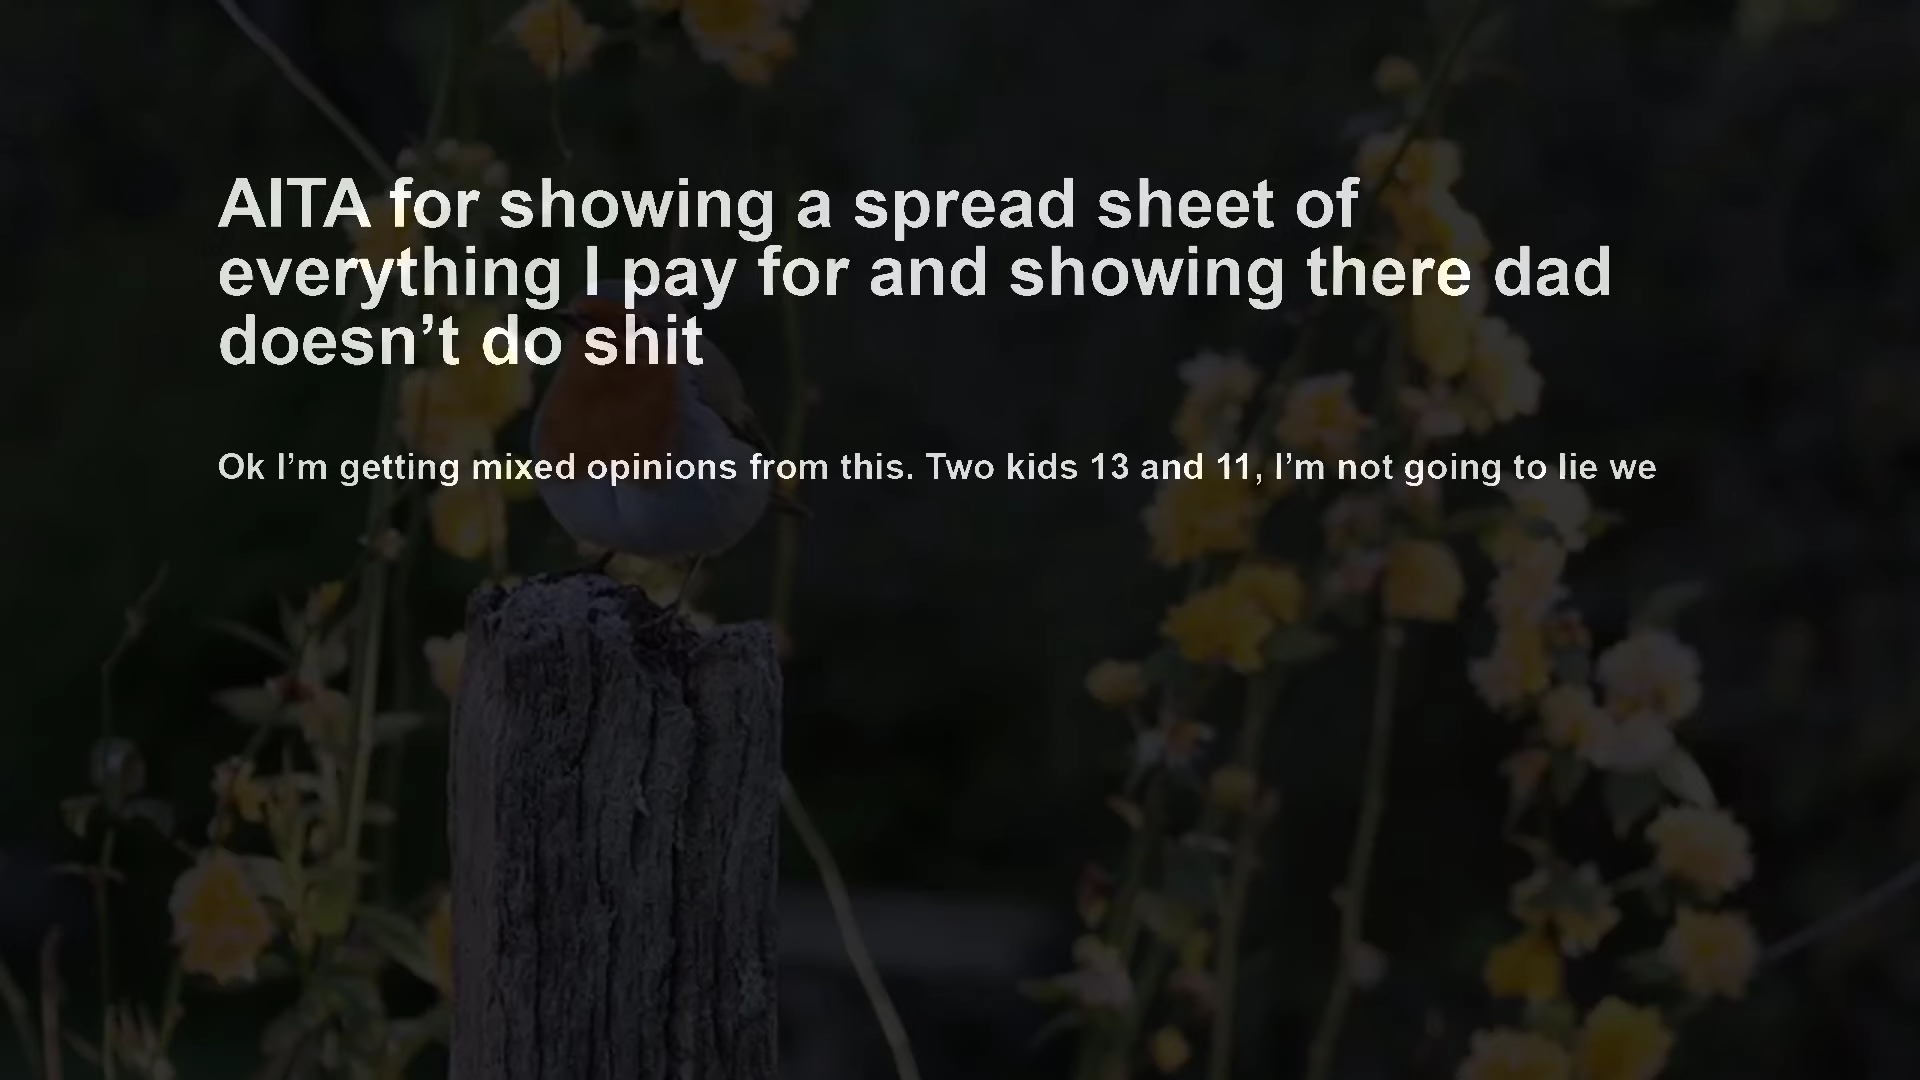 AITA for showing a spread sheet of
everything I pay for and showing there dad
doesn’t do shit
Ok I’m getting mixed opinions from this. Two kids 13 and 11, I’m not going to lie we